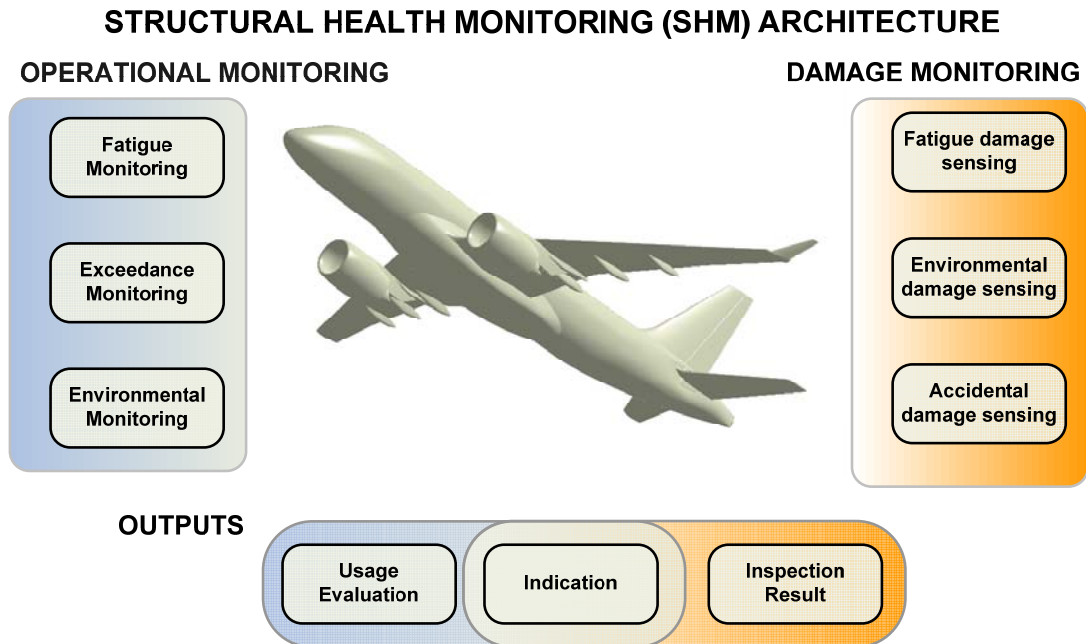 STRUCTURAL HEALTH MONITORING (SHM) ARCHITECTURE
OPERATIONAL MONITORING
Fatigue
Monitoring
Exceedance
Monitoring
Environmental
Monitoring
DAMAGE MONITORING
Fatigue damage
sensing
Environmental
damage sensing
Accidental
damage sensing
OUTPUTS
Usage
Evaluation
Indication
Inspection
Result